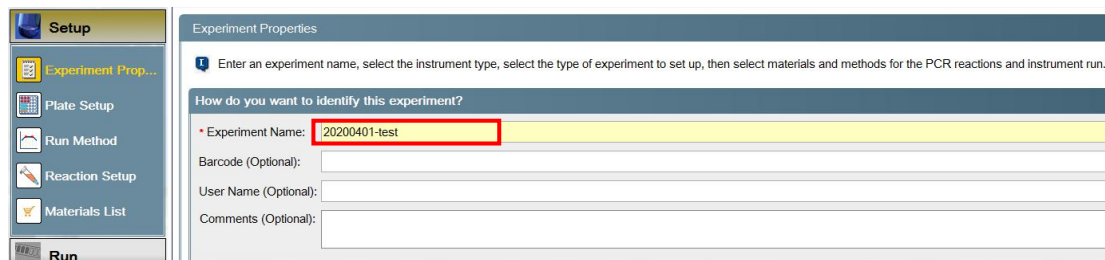 Setup
Experiment Prop...
Plate Setup
Run Method
Reaction Setup
Materials List
Run
Experiment Properties
Enter an experiment name, select the instrument type, select the type of experiment to set up, then select materials and methods for the PCR reactions and instrument run.
How do you want to identify this experiment?
* Experiment Name: 20200401-test
Barcode (Optional):
User Name (Optional):
Comments (Optional):